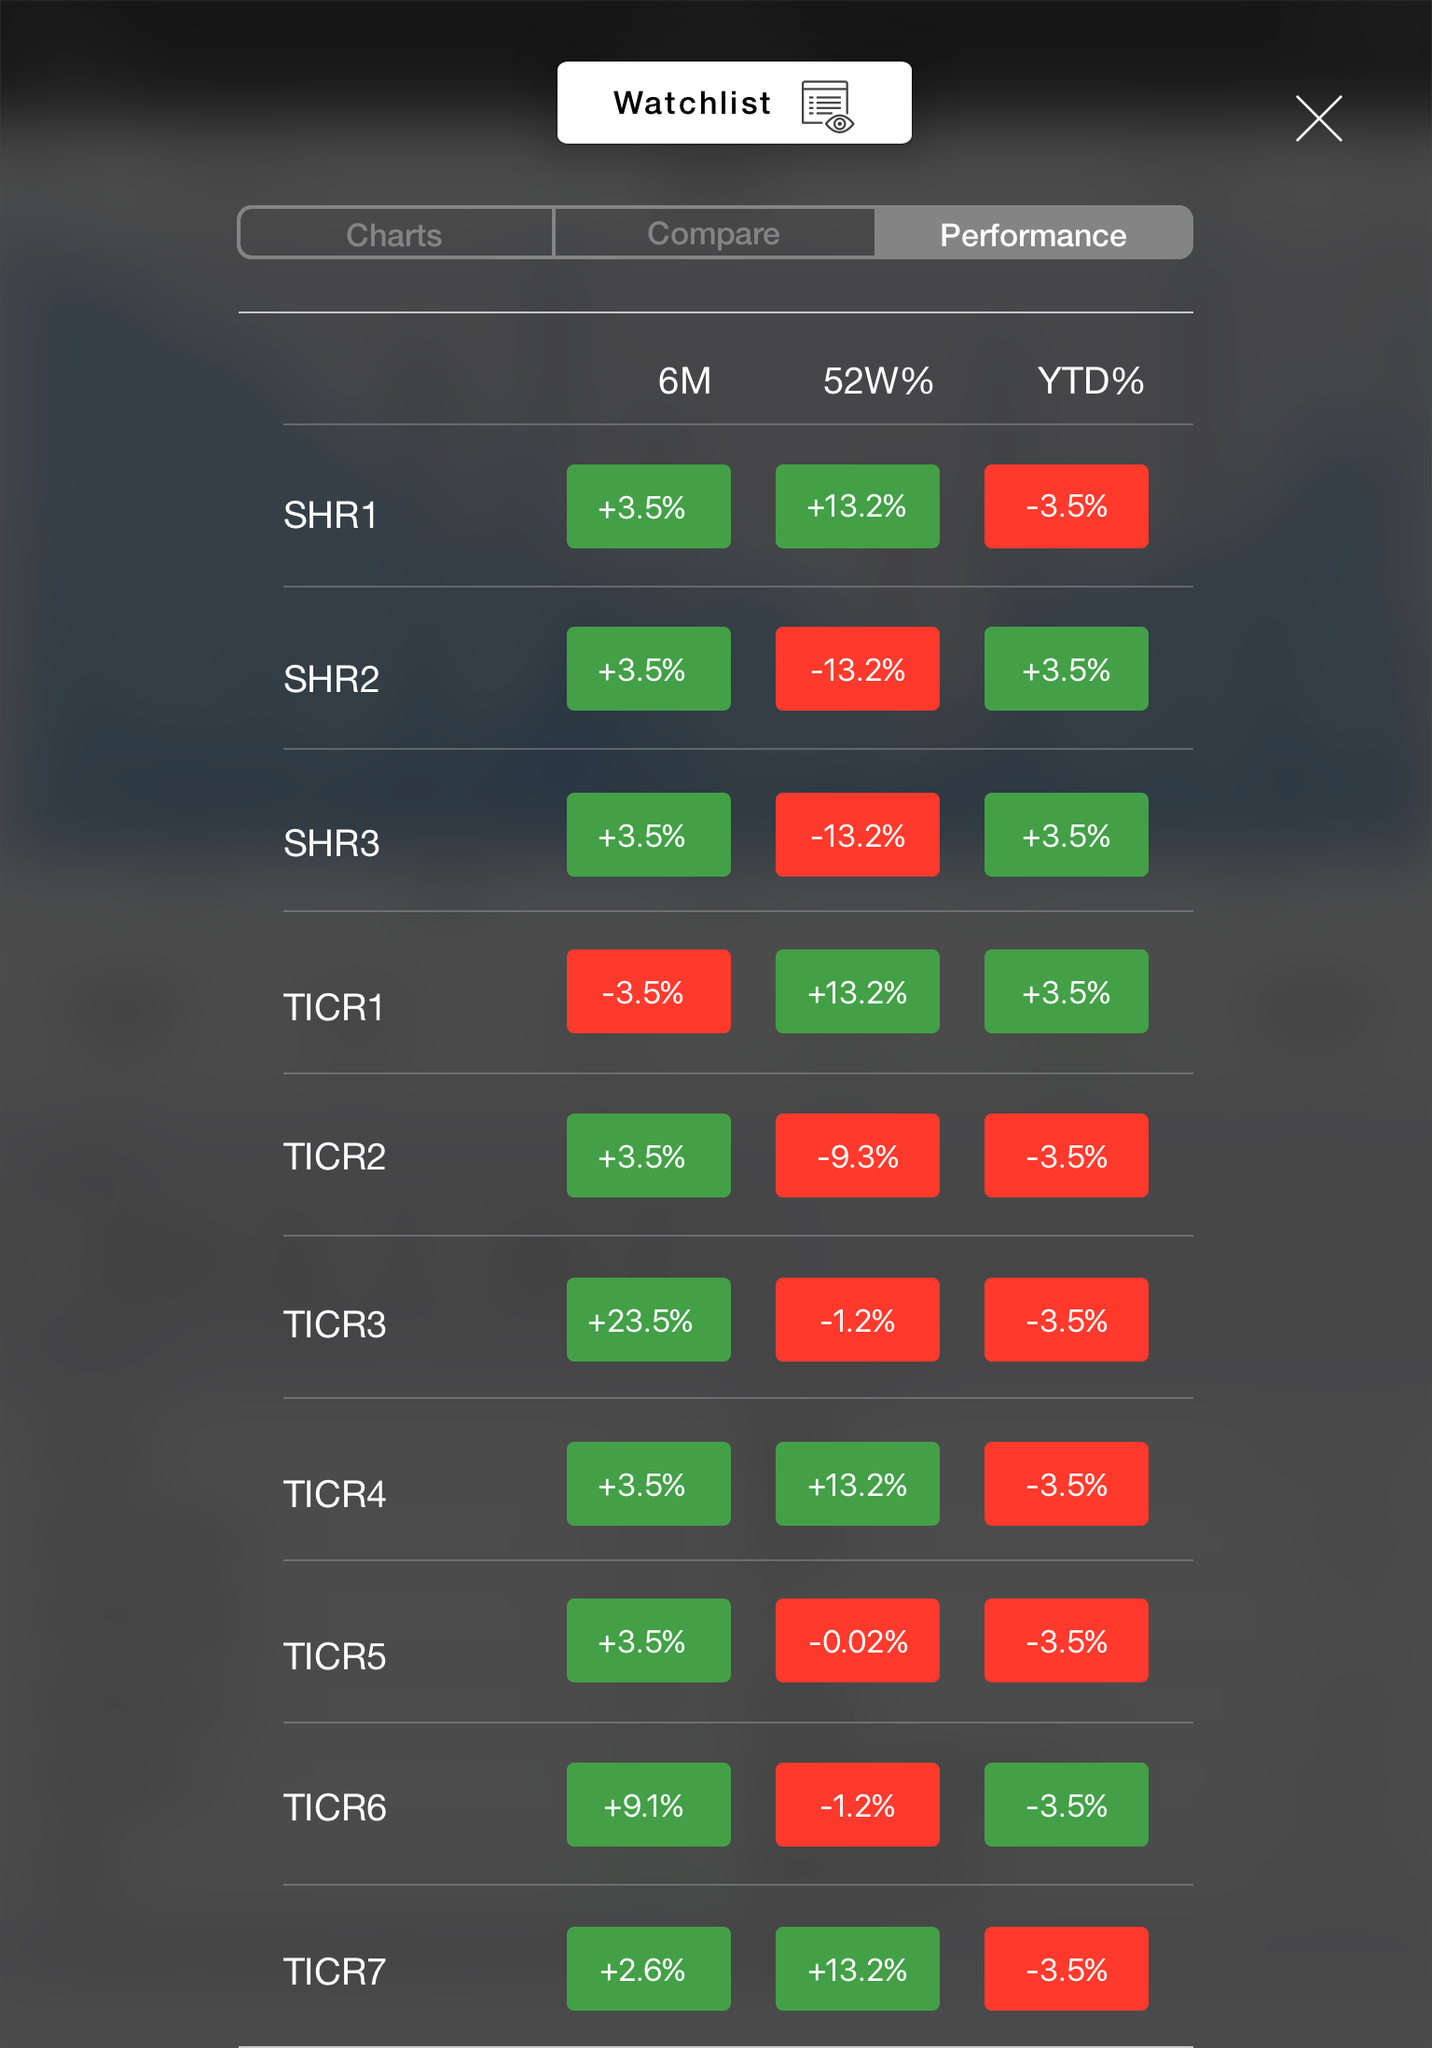 Watchlist
Charts Compare Performance
6M 52W% YTD%
SHR1 +3.5% +13.2% -3.5%
SHR2 +3.5% -13.2% +3.5%
SHR3 +3.5% -13.2% +3.5%
TICR1 -3.5% +13.2% +3.5%
TICR2 +3.5% -9.3% -3.5%
TICR3 +23.5% -1.2% -3.5%
TICR4 +3.5% +13.2% -3.5%
TICR5 +3.5% -0.02% -3.5%
TICR6 +9.1% -1.2% -3.5%
TICR7 +2.6% +13.2% -3.5%